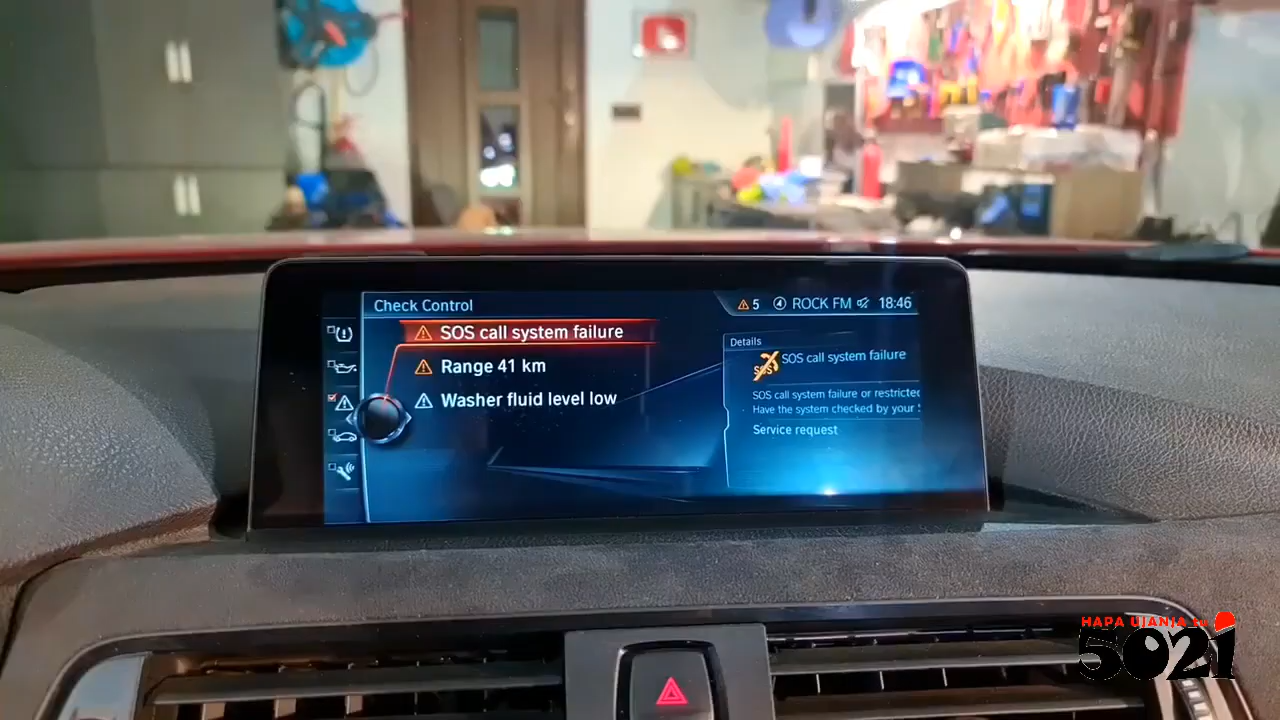 Check Control
5 ROCK FM 18:46
SOS call system failure
Range 41 km
Washer fluid level low
Details
SOS SOS call system failure
SOS call system failure or restricted
Have the system checked by your
Service request
HAPA UJANJA tu
5021